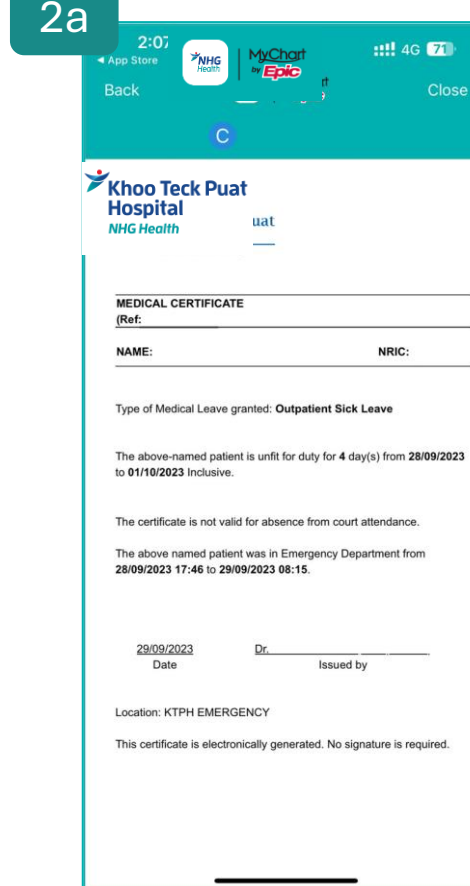 2a
2:07
App Store
NHG
Health
MyChart
by Epic
4G 71
Back
Close
C
Khoo Teck Puat
Hospital
NHG Health
uat
MEDICAL CERTIFICATE
(Ref:
NAME: NRIC:
Type of Medical Leave granted: Outpatient Sick Leave
The above-named patient is unfit for duty for 4 day(s) from 28/09/2023
to 01/10/2023 Inclusive.
The certificate is not valid for absence from court attendance.
The above named patient was in Emergency Department from
28/09/2023 17:46 to 29/09/2023 08:15.
29/09/2023 Dr.
Date Issued by
Location: KTPH EMERGENCY
This certificate is electronically generated. No signature is required.